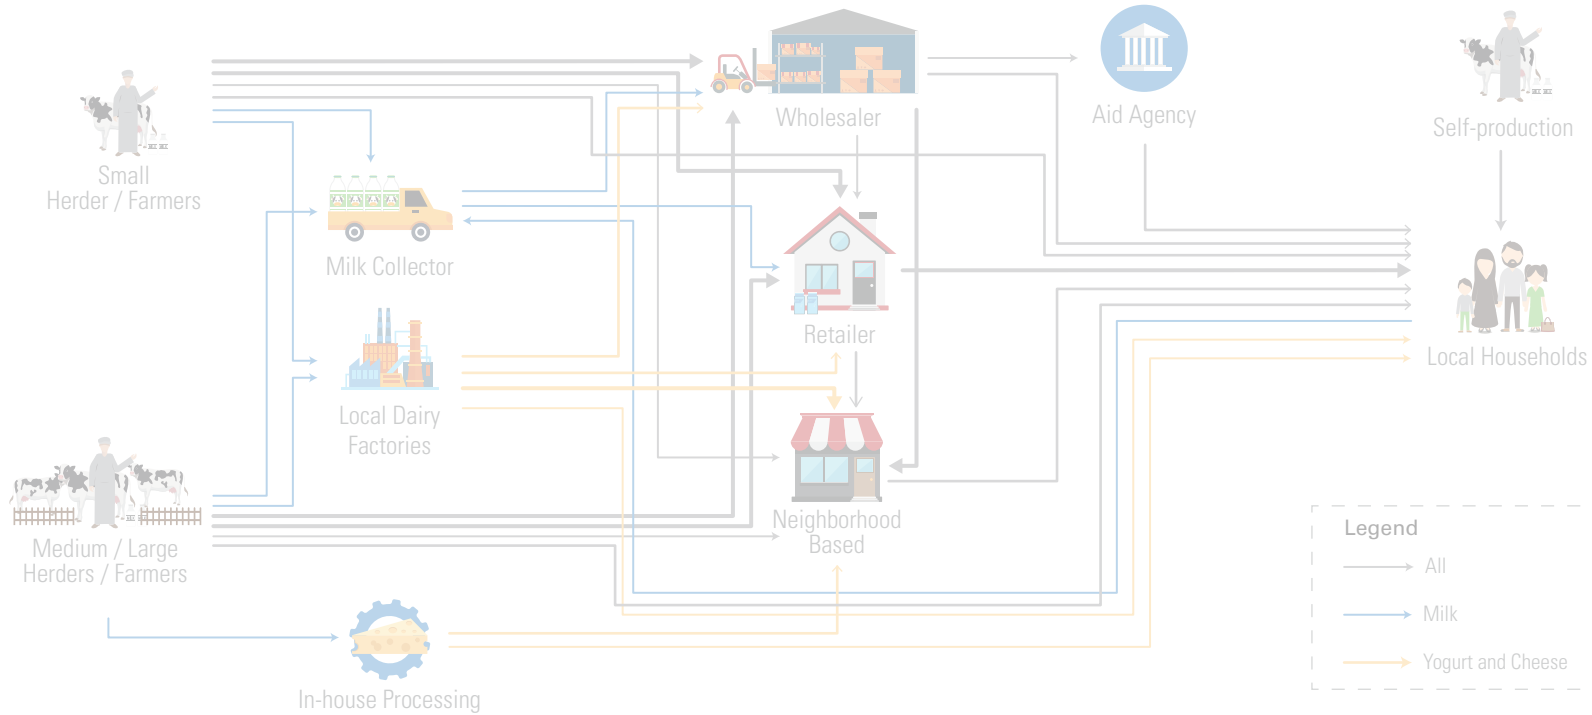 Wholesaler
Aid Agency
Self-production
Small
Herder / Farmers
Milk Collector
Retailer
Local Households
Local Dairy
Factories
Neighborhood
Based
Medium / Large
Herders / Farmers
In-house Processing
Legend
All
Milk
Yogurt and Cheese